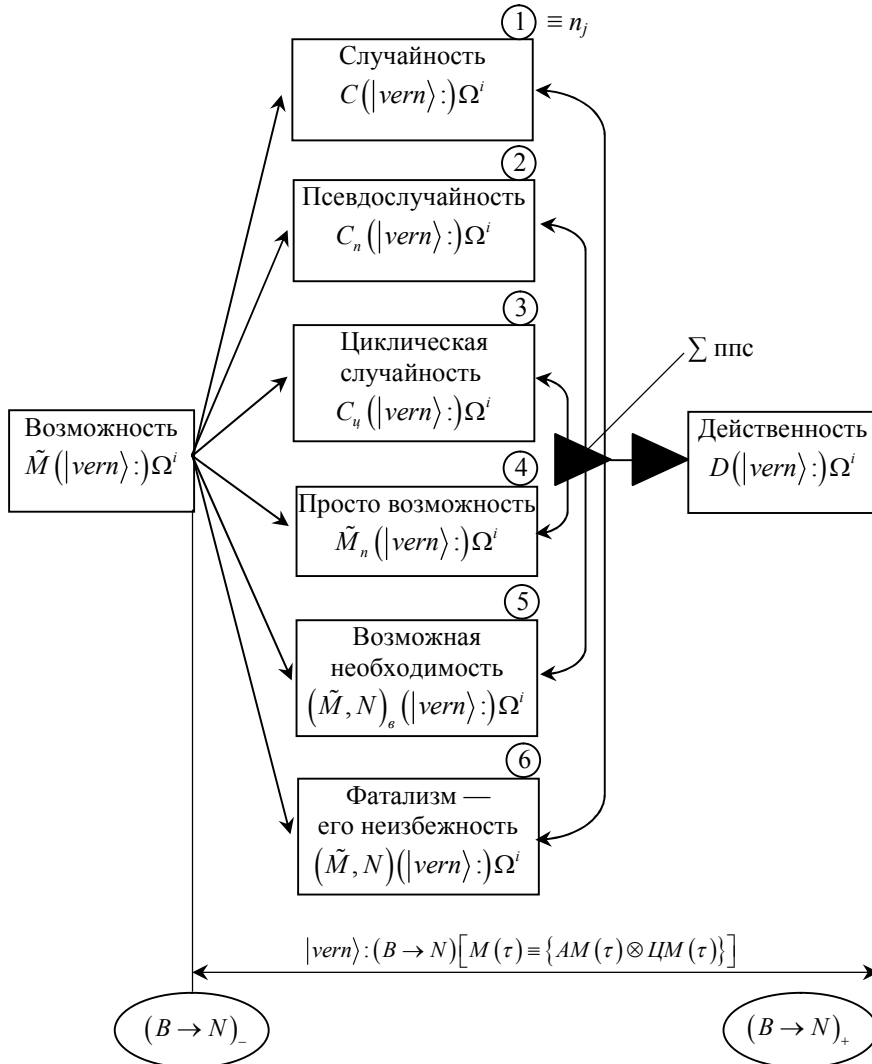 ① ≡ n_j
Случайность
C(|vern⟩:)Ω^i
②
Псевдослучайность
C_п(|vern⟩:)Ω^i
③
Циклическая
случайность
C_ц(|vern⟩:)Ω^i
∑ ппс
Возможность
M̃(|vern⟩:)Ω^i
Действенность
D(|vern⟩:)Ω^i
④
Просто возможность
M̃_п(|vern⟩:)Ω^i
⑤
Возможная
необходимость
(M̃, N)_в(|vern⟩:)Ω^i
⑥
Фатализм —
его неизбежность
(M̃, N)(|vern⟩:)Ω^i
|vern⟩:(B → N)[M(τ) ≡ {AM(τ) ⊗ ЦM(τ)}]
(B → N)_−
(B → N)_+